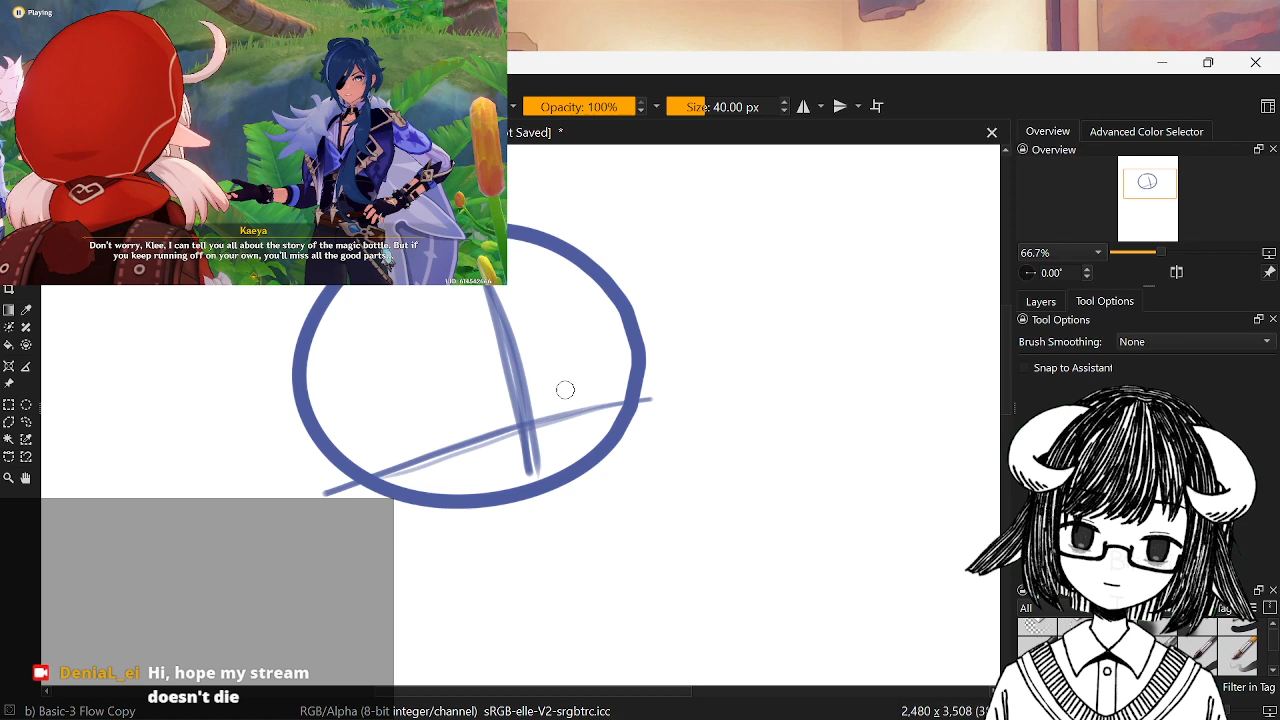 Playing
Kaeya
Don't worry, Klee, I can tell you all about the story of the magic bottle. But if
you keep running off on your own, you'll miss all the good parts...
Opacity: 100%
Size: 40.00 px
ot Saved] *
Overview
Advanced Color Selector
Overview
66.7%
0.00°
Layers
Tool Options
Tool Options
Brush Smoothing:
None
Snap to Assistant
All
Tag
Filter in Tag
DeniaL_ei Hi, hope my stream
doesn't die
b) Basic-3 Flow Copy
RGB/Alpha (8-bit integer/channel) sRGB-elle-V2-srgbtrc.icc
2,480 x 3,508 (3